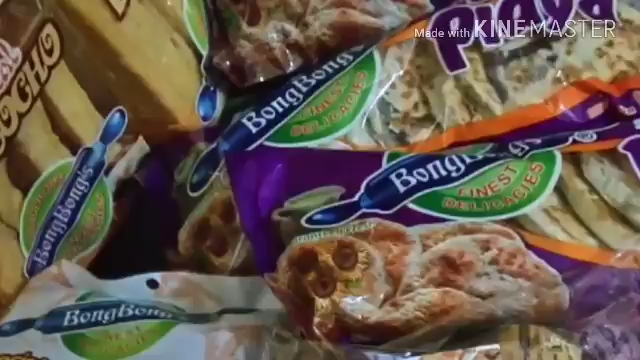 Made with KINEMASTER
Piaya
OCHO
BongBong's
FINEST
DELICACIES
BongBong's
FINEST
DELICACIES
BongBong's
BongBong